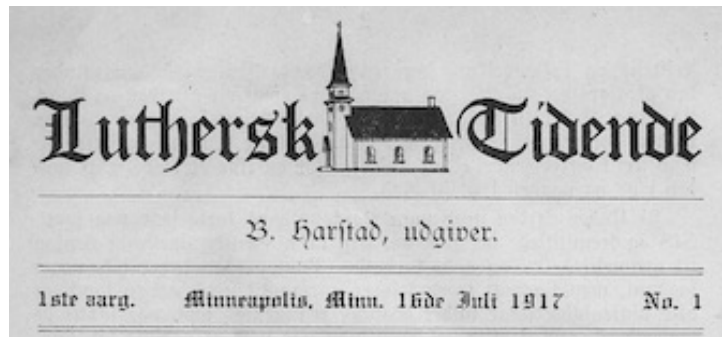 Luthersk Tidende
B. Harſtad, udgiver.
1ste aarg. Minneapolis, Minn. 16de Juli 1917 No. 1